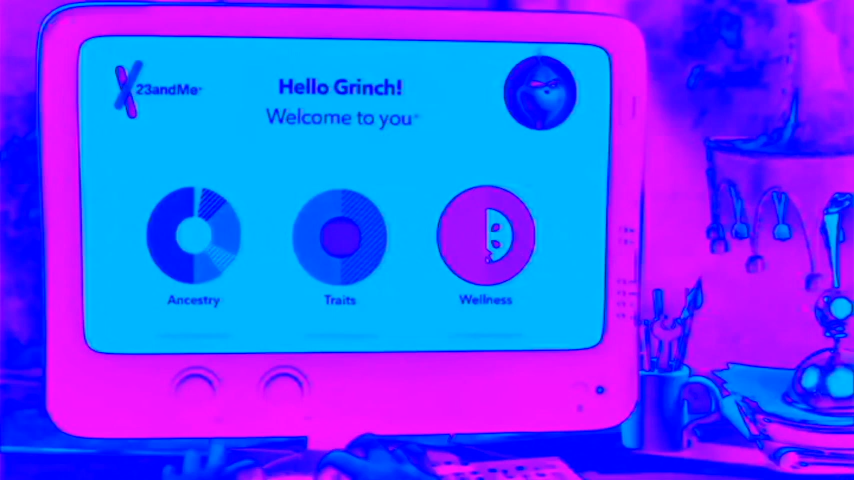 23andMe
Hello Grinch!
Welcome to you
Ancestry
Traits
Wellness